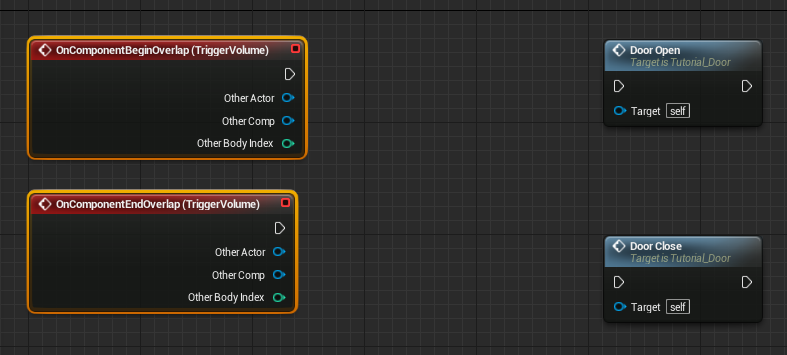 OnComponentBeginOverlap (TriggerVolume)
Other Actor
Other Comp
Other Body Index
Door Open
Target is Tutorial_Door
Target self
OnComponentEndOverlap (TriggerVolume)
Other Actor
Other Comp
Other Body Index
Door Close
Target is Tutorial_Door
Target self